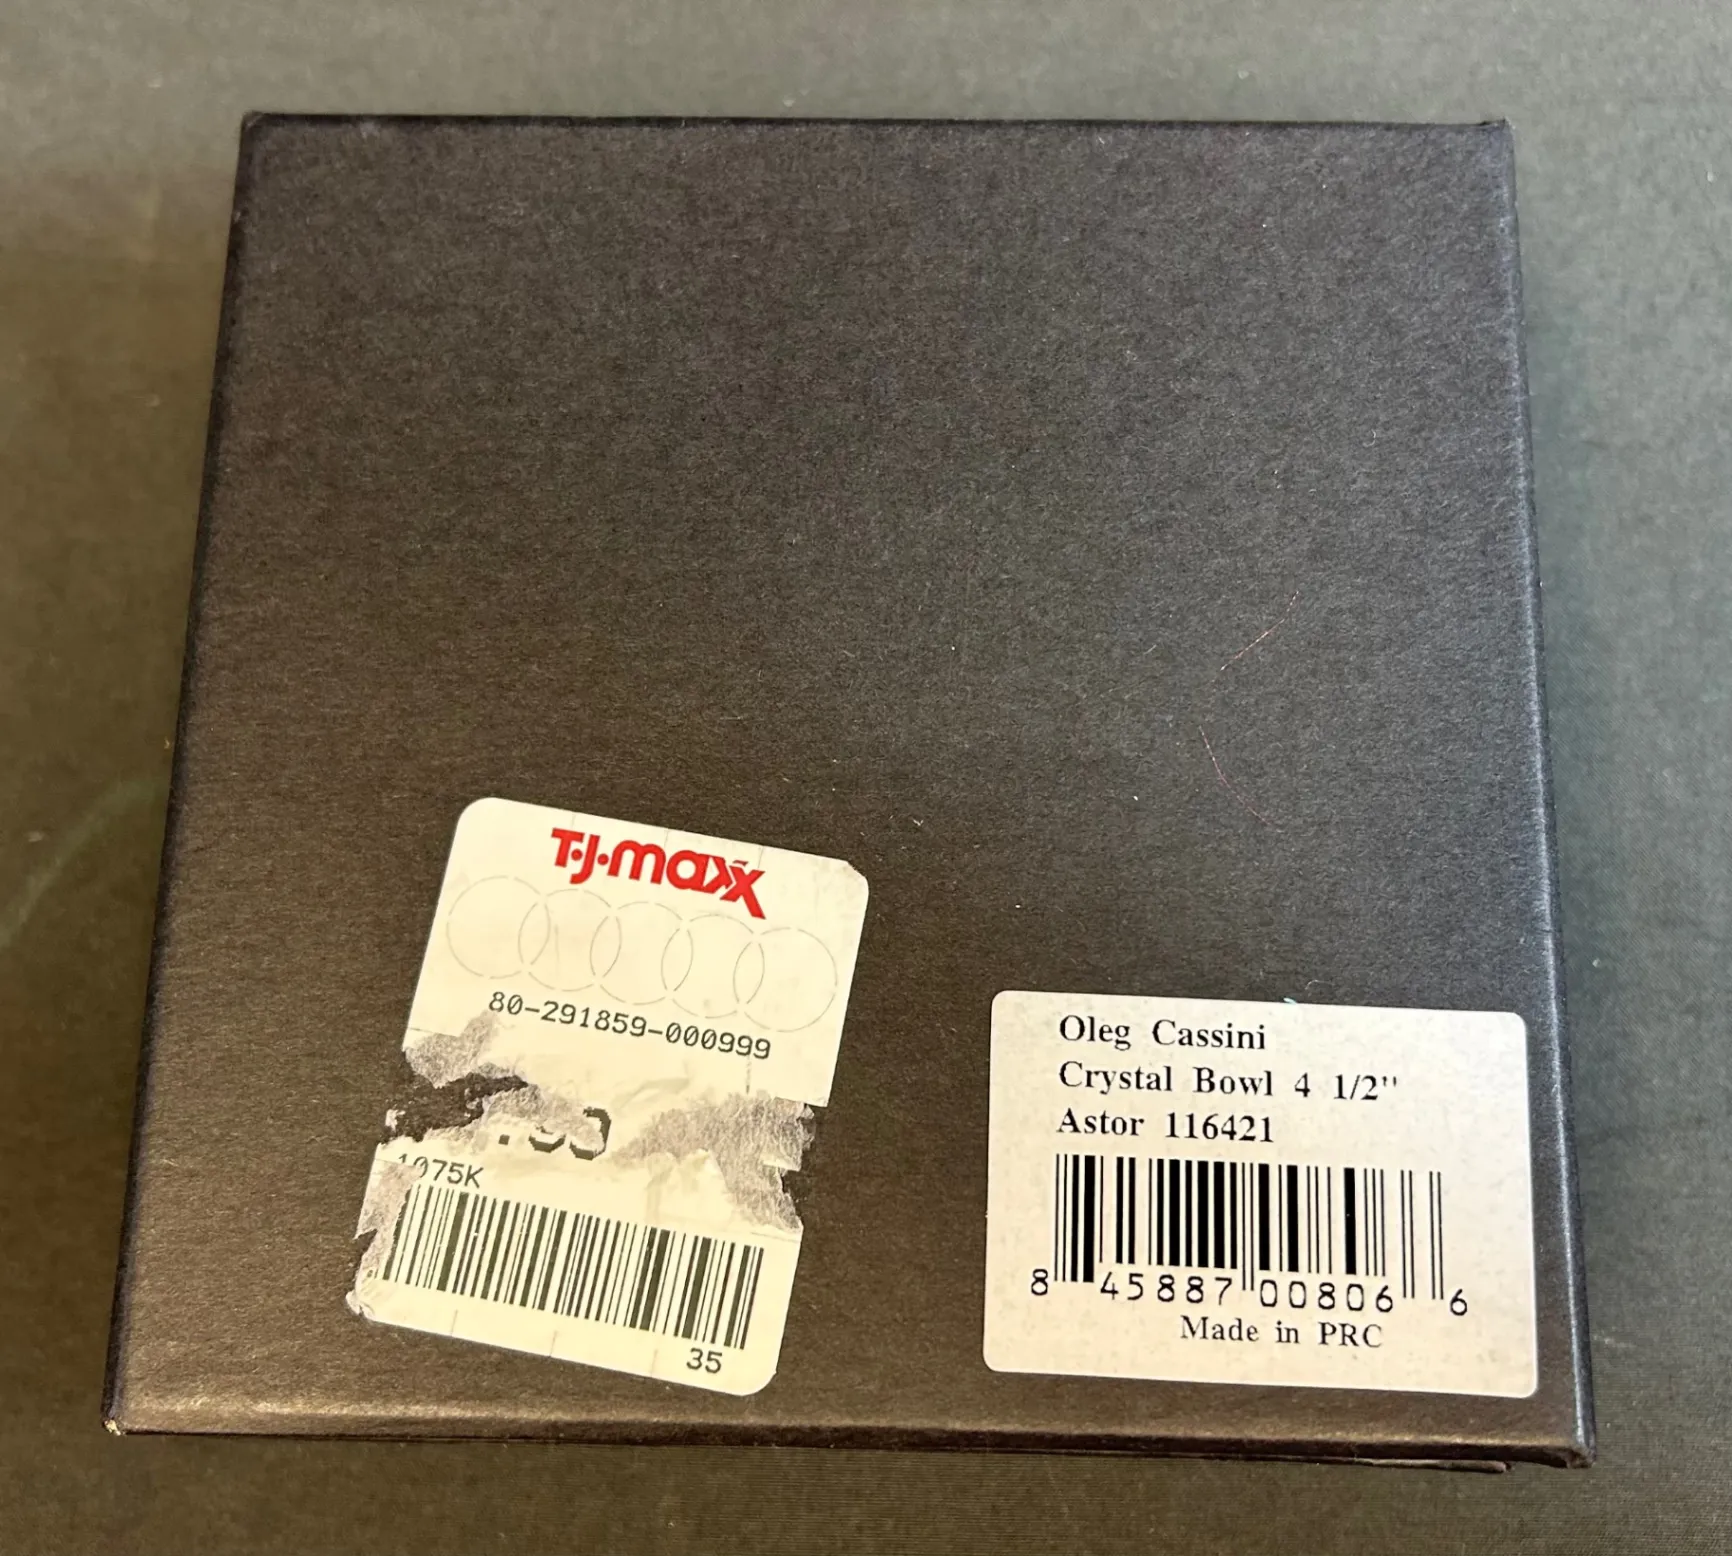 T·J·maxx
80-291859-000999
1075K
35
Oleg Cassini
Crystal Bowl 4 1/2"
Astor 116421
8 45887 00806 6
Made in PRC